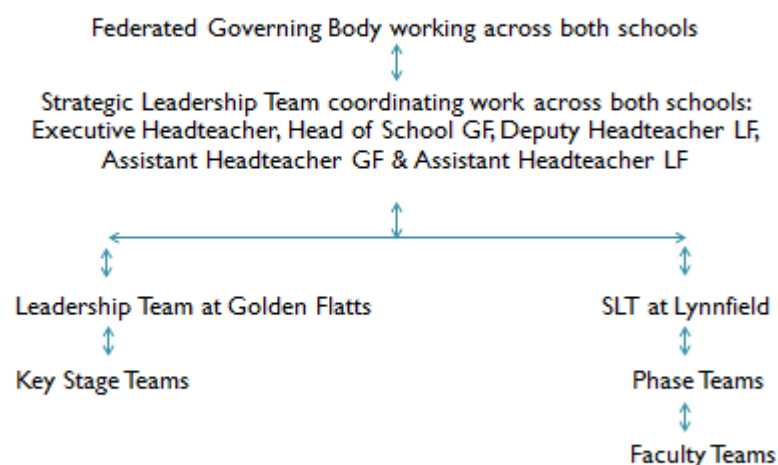 Federated Governing Body working across both schools
Strategic Leadership Team coordinating work across both schools:
Executive Headteacher, Head of School GF, Deputy Headteacher LF,
Assistant Headteacher GF & Assistant Headteacher LF
Leadership Team at Golden Flatts
SLT at Lynnfield
Key Stage Teams
Phase Teams
Faculty Teams